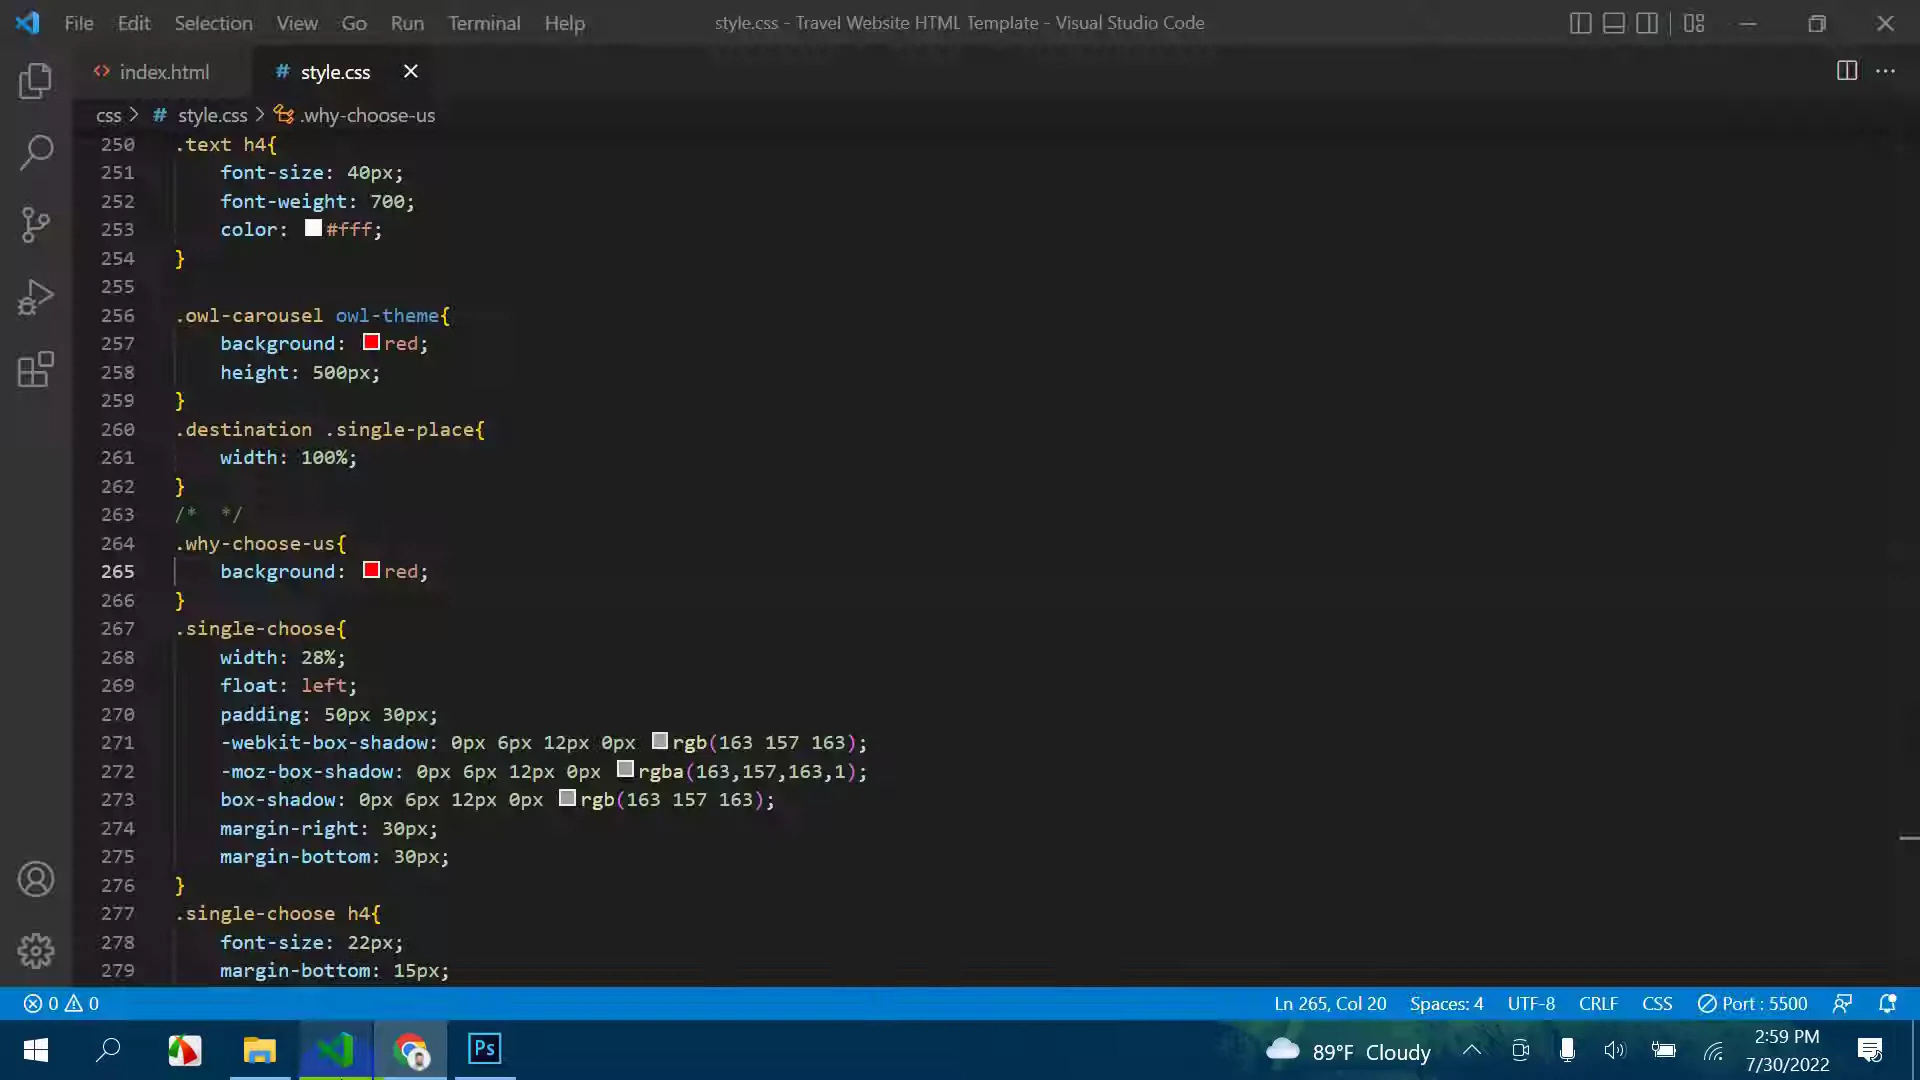 File Edit Selection View Go Run Terminal Help style.css - Travel Website HTML Template - Visual Studio Code
<> index.html # style.css
css > # style.css > .why-choose-us
250 .text h4{
251 font-size: 40px;
252 font-weight: 700;
253 color: #fff;
254 }
255
256 .owl-carousel owl-theme{
257 background: red;
258 height: 500px;
259 }
260 .destination .single-place{
261 width: 100%;
262 }
263 /*  */
264 .why-choose-us{
265 background: red;
266 }
267 .single-choose{
268 width: 28%;
269 float: left;
270 padding: 50px 30px;
271 -webkit-box-shadow: 0px 6px 12px 0px rgb(163 157 163);
272 -moz-box-shadow: 0px 6px 12px 0px rgba(163,157,163,1);
273 box-shadow: 0px 6px 12px 0px rgb(163 157 163);
274 margin-right: 30px;
275 margin-bottom: 30px;
276 }
277 .single-choose h4{
278 font-size: 22px;
279 margin-bottom: 15px;
0 0 Ln 265, Col 20 Spaces: 4 UTF-8 CRLF CSS Port : 5500
Ps 89°F Cloudy 2:59 PM
7/30/2022